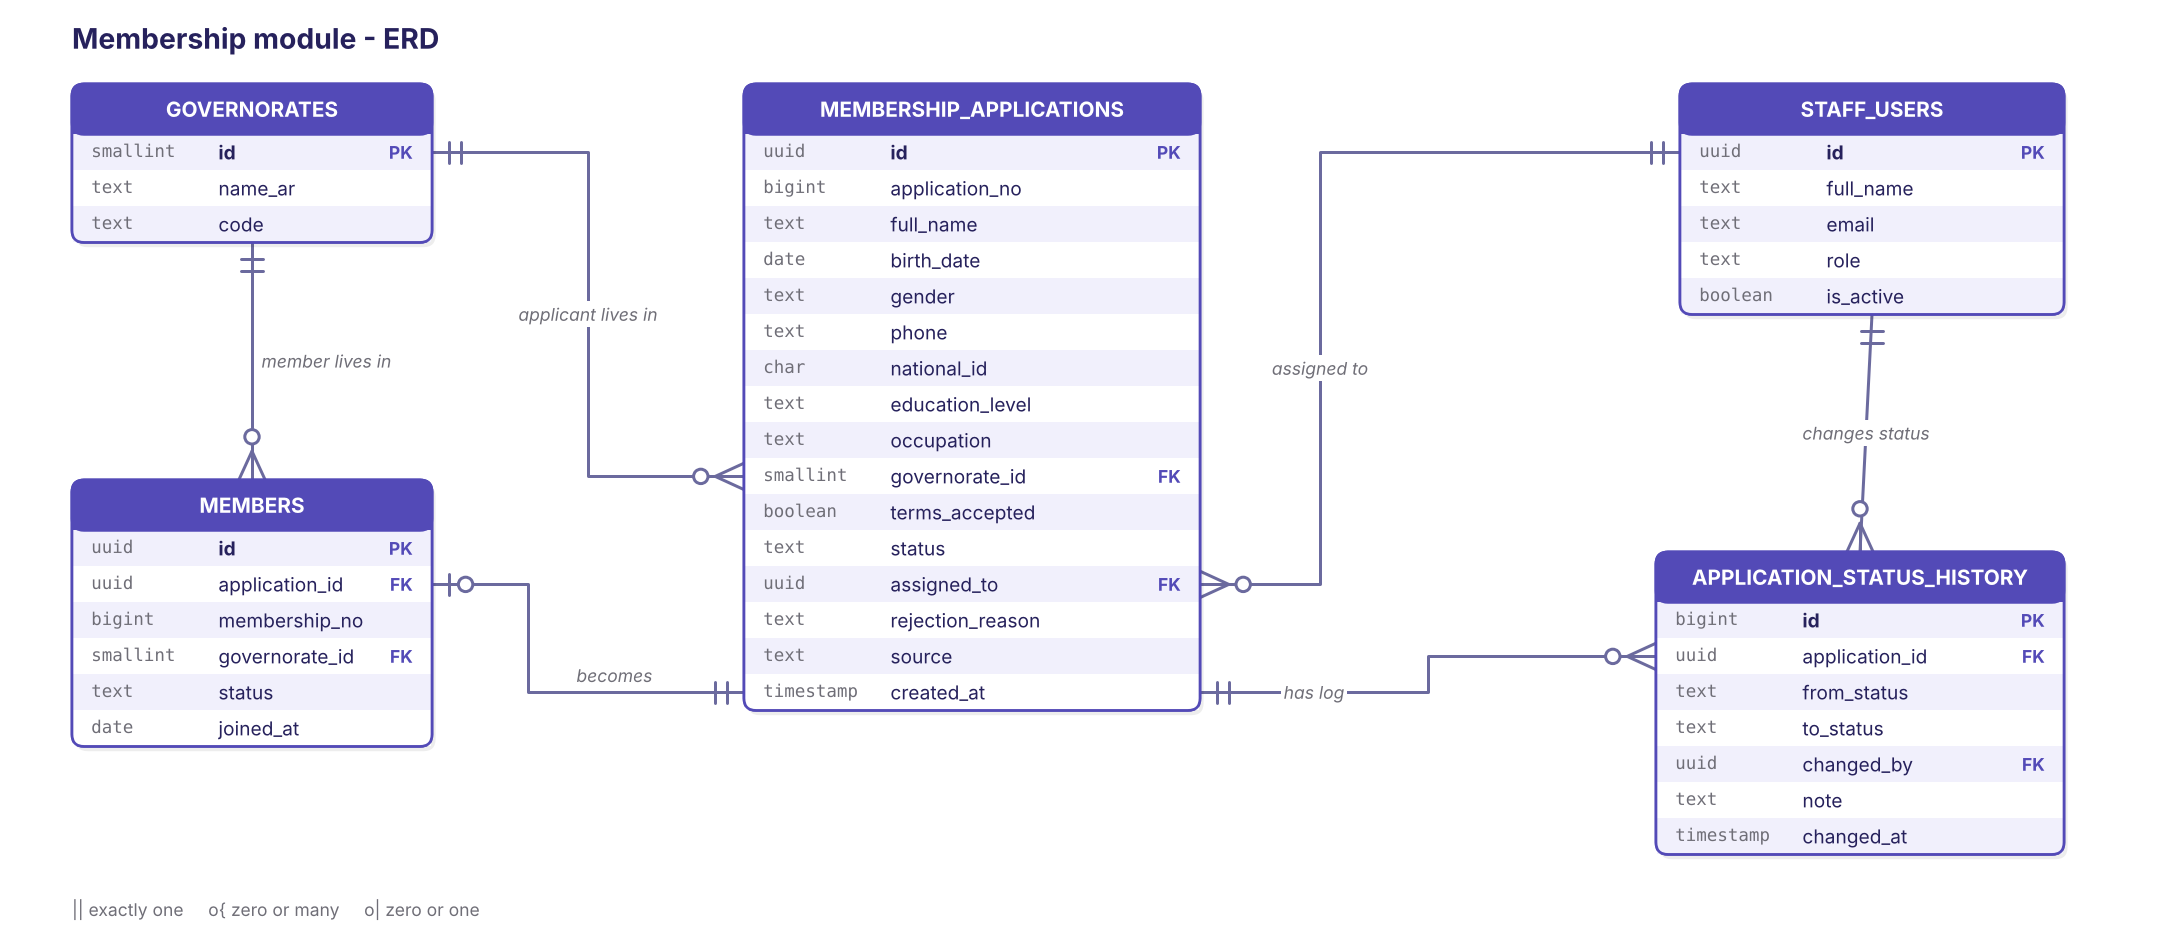 Membership module - ERD
GOVERNORATES
smallint id PK
text name_ar
text code
member lives in
applicant lives in
MEMBERS
uuid id PK
uuid application_id FK
bigint membership_no
smallint governorate_id FK
text status
date joined_at
becomes
MEMBERSHIP_APPLICATIONS
uuid id PK
bigint application_no
text full_name
date birth_date
text gender
text phone
char national_id
text education_level
text occupation
smallint governorate_id FK
boolean terms_accepted
text status
uuid assigned_to FK
text rejection_reason
text source
timestamp created_at
assigned to
has log
STAFF_USERS
uuid id PK
text full_name
text email
text role
boolean is_active
changes status
APPLICATION_STATUS_HISTORY
bigint id PK
uuid application_id FK
text from_status
text to_status
uuid changed_by FK
text note
timestamp changed_at
|| exactly one o{ zero or many o| zero or one